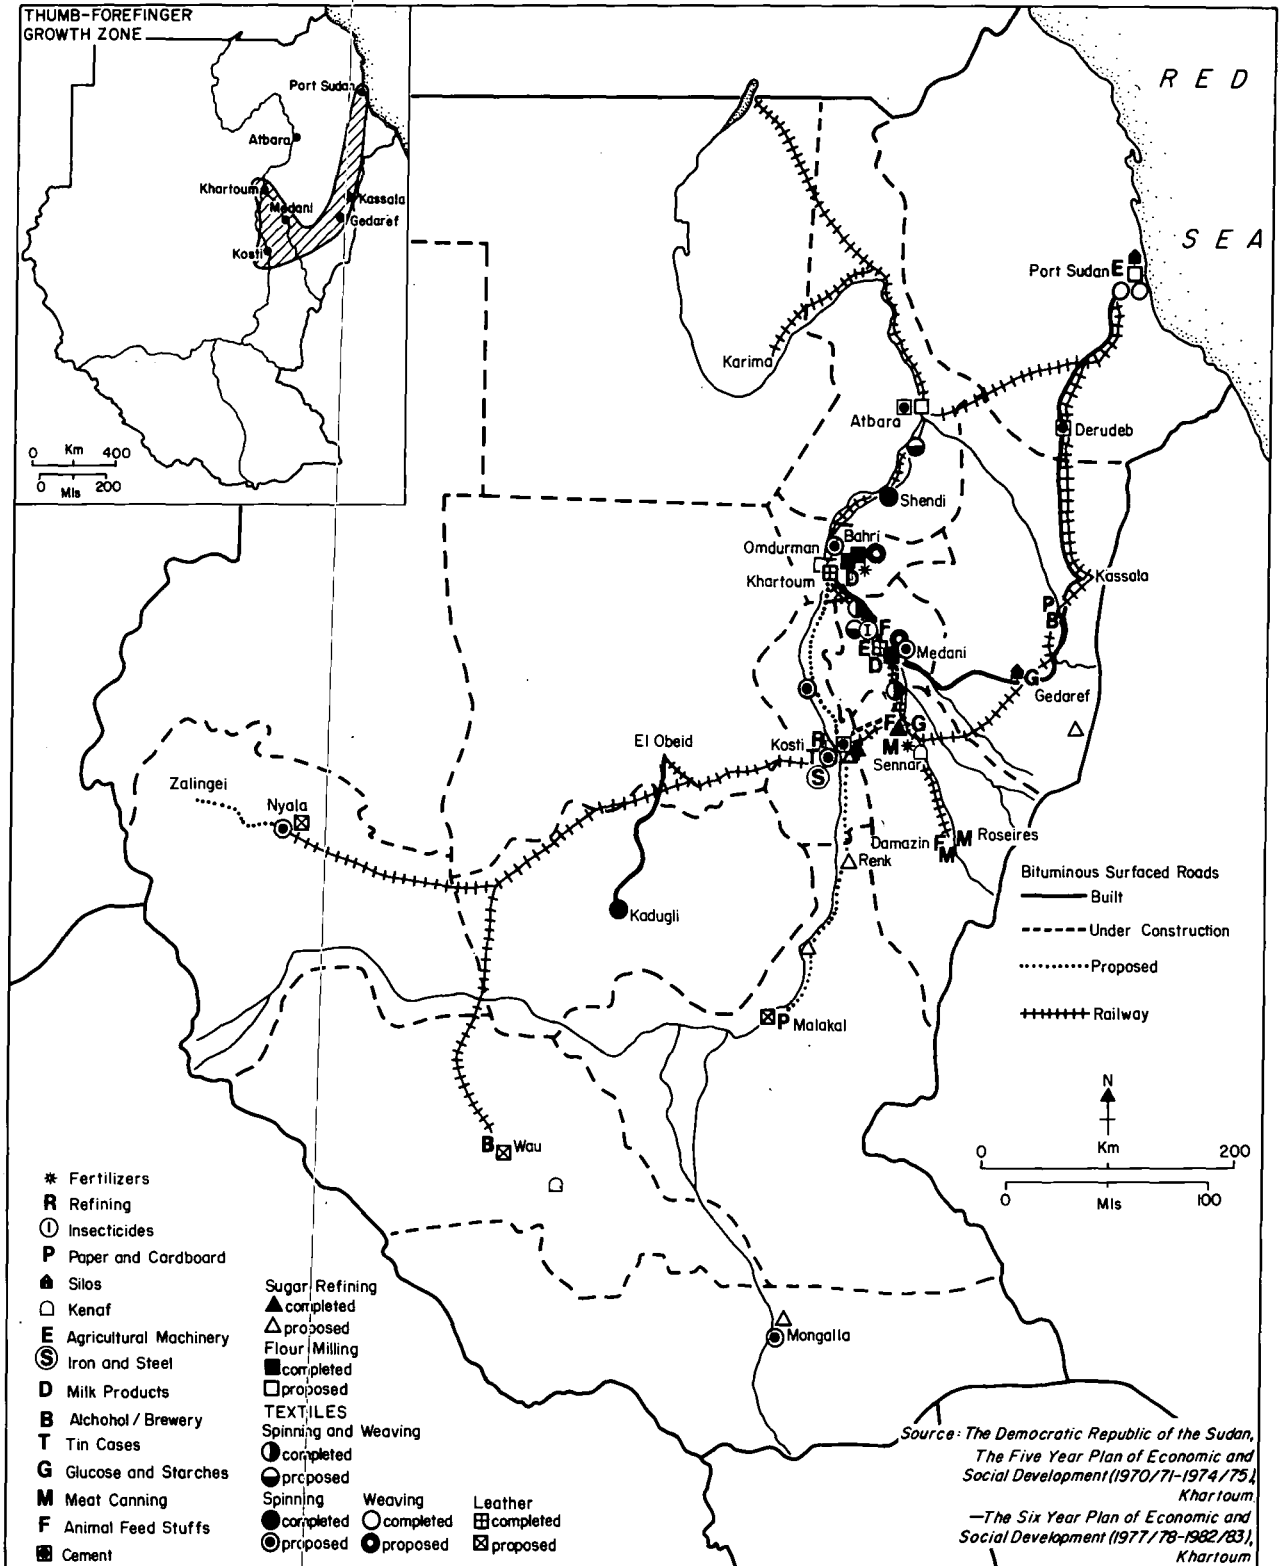 THUMB-FOREFINGER
GROWTH ZONE
Port Sudan
Atbara
Khartoum
Medani
Kassala
Gedaref
Kosti
0 Km 400
0 Mls 200
RED
SEA
Port Sudan E
Karima
Atbara
Derudeb
Shendi
Bahri
Omdurman
Khartoum
D
Kassala
P
B
I
F
E
D
Medani
G
Gedaref
El Obeid
Kosti
R
T
S
F
G
M
Sennar
Zalingei
Nyala
Damazin
F
M
M
Roseires
Renk
Kadugli
P Malakal
B
Wau
Mongalla
Bituminous Surfaced Roads
Built
Under Construction
Proposed
Railway
N
0 Km 200
0 Mls 100
Fertilizers
R Refining
I Insecticides
P Paper and Cardboard
Silos
Kenaf
E Agricultural Machinery
S Iron and Steel
D Milk Products
B Alchohol / Brewery
T Tin Cases
G Glucose and Starches
M Meat Canning
F Animal Feed Stuffs
Cement
Sugar Refining
completed
proposed
Flour Milling
completed
proposed
TEXTILES
Spinning and Weaving
completed
proposed
Spinning
completed
proposed
Weaving
completed
proposed
Leather
completed
proposed
Source: The Democratic Republic of the Sudan,
The Five Year Plan of Economic and
Social Development (1970/71-1974/75),
Khartoum
—The Six Year Plan of Economic and
Social Development (1977/78-1982/83),
Khartoum